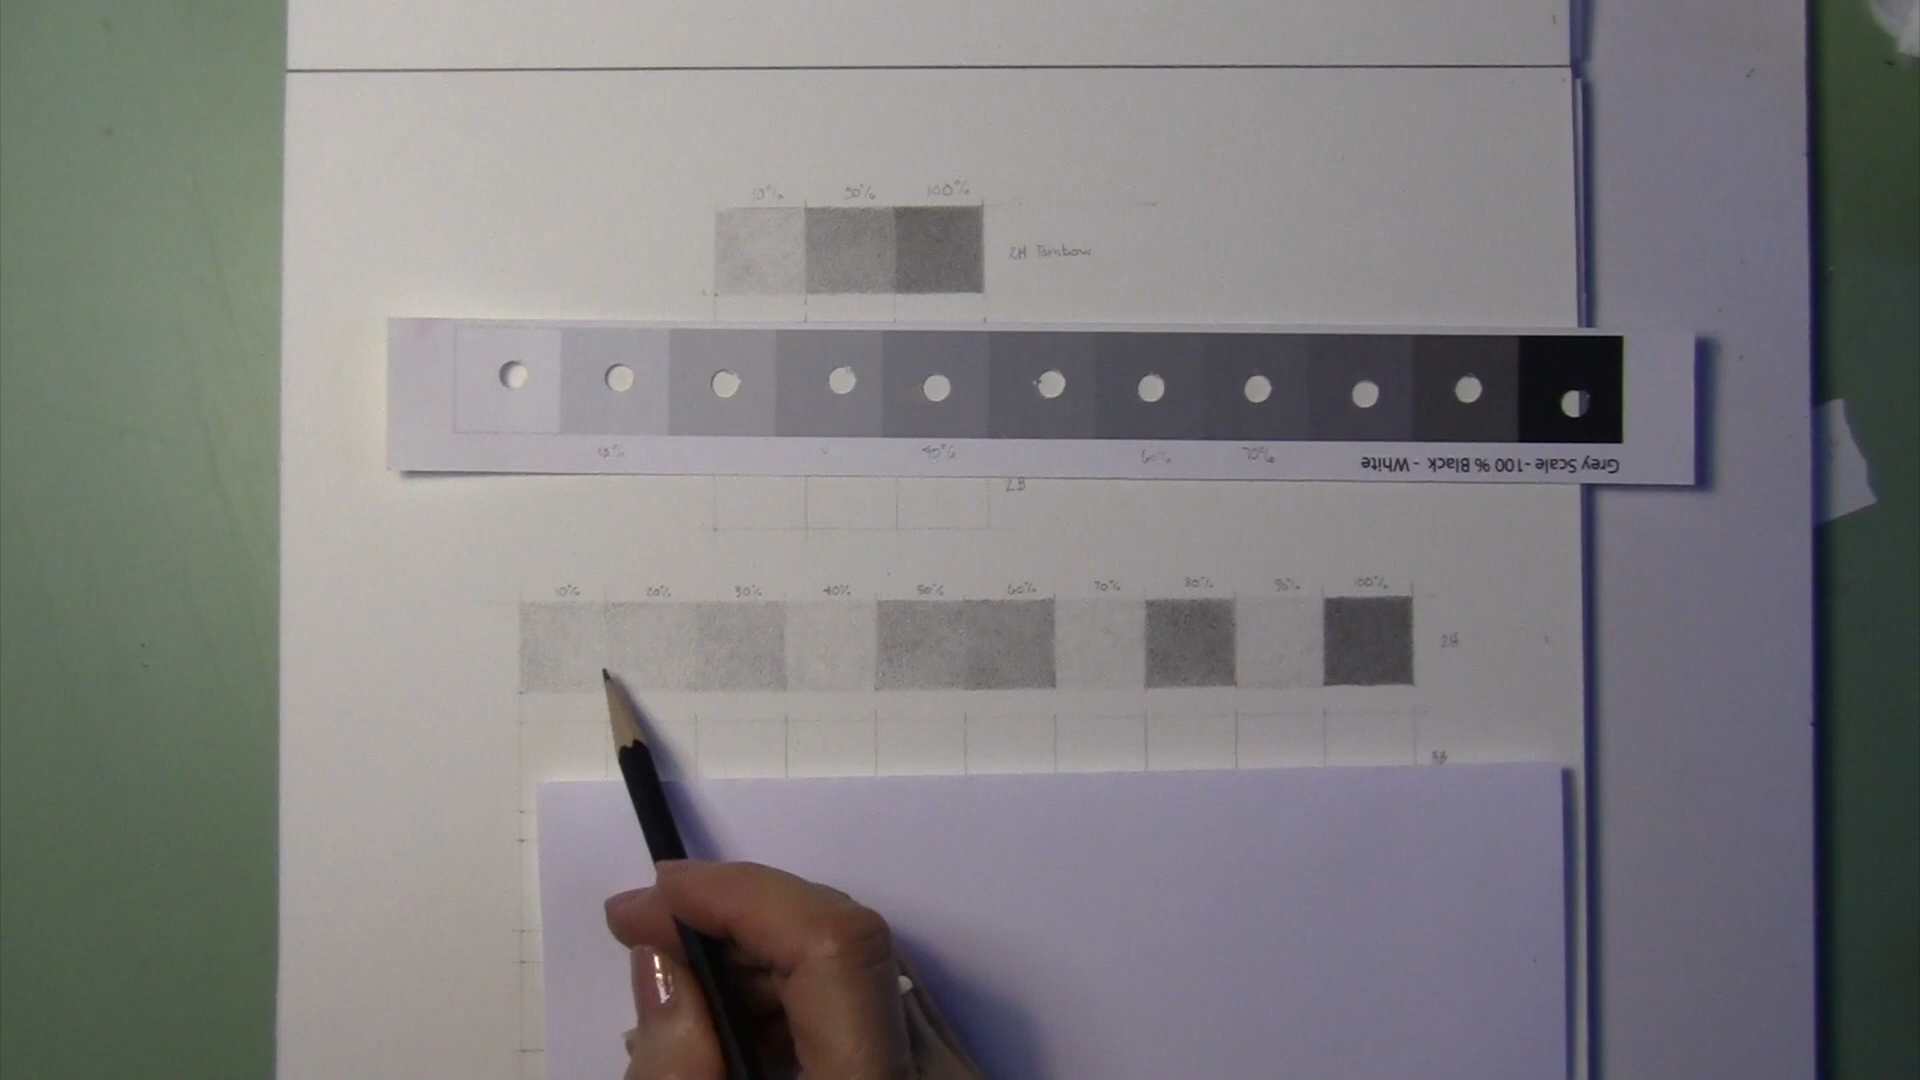 10% 50% 100%
2H Tombow
10% 40% 60% 70%
Grey Scale -100 % Black - White
2B
10% 20% 30% 40% 50% 60% 70% 80% 90% 100%
2H